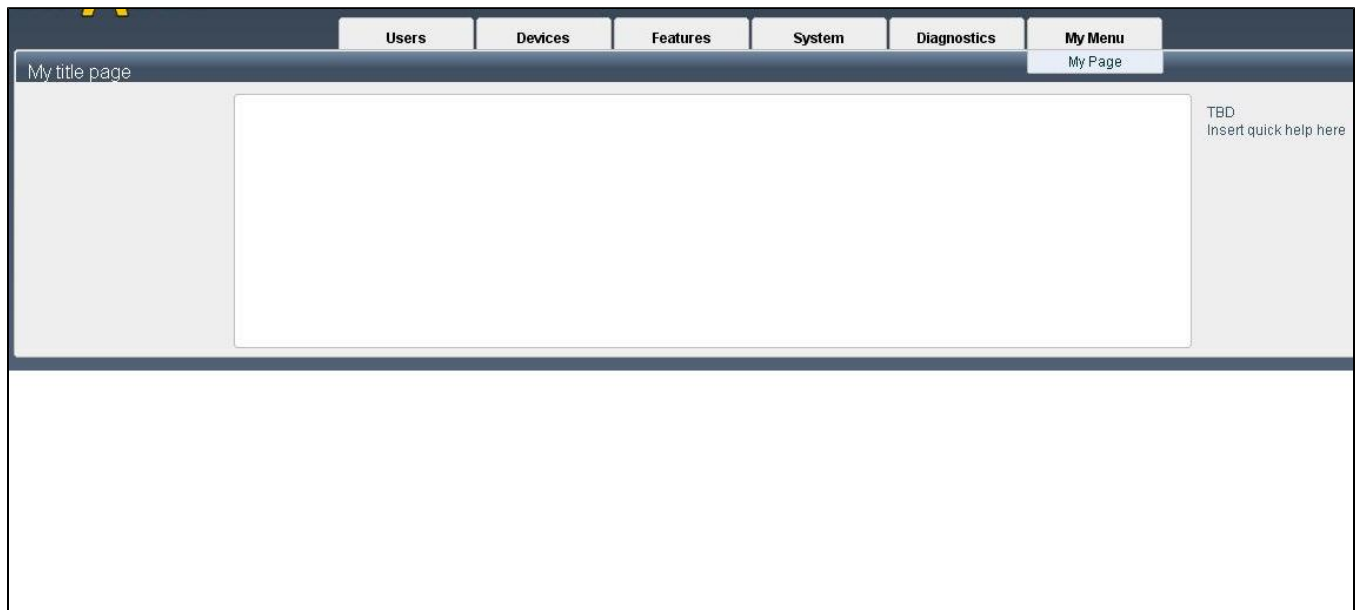 Users Devices Features System Diagnostics My Menu
My Page
My title page
TBD
Insert quick help here